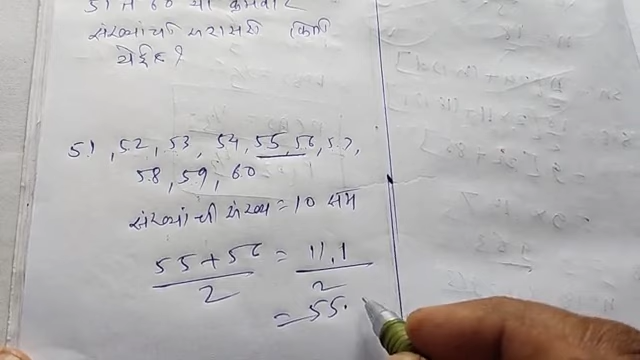 51 ते 60 या क्रमवार
संख्यांची सरासरी किती
येईल?
51, 52, 53, 54, 55, 56, 57,
58, 59, 60
संख्यांची संख्या = 10 सम
55 + 56 / 2 = 111 / 2
= 55.